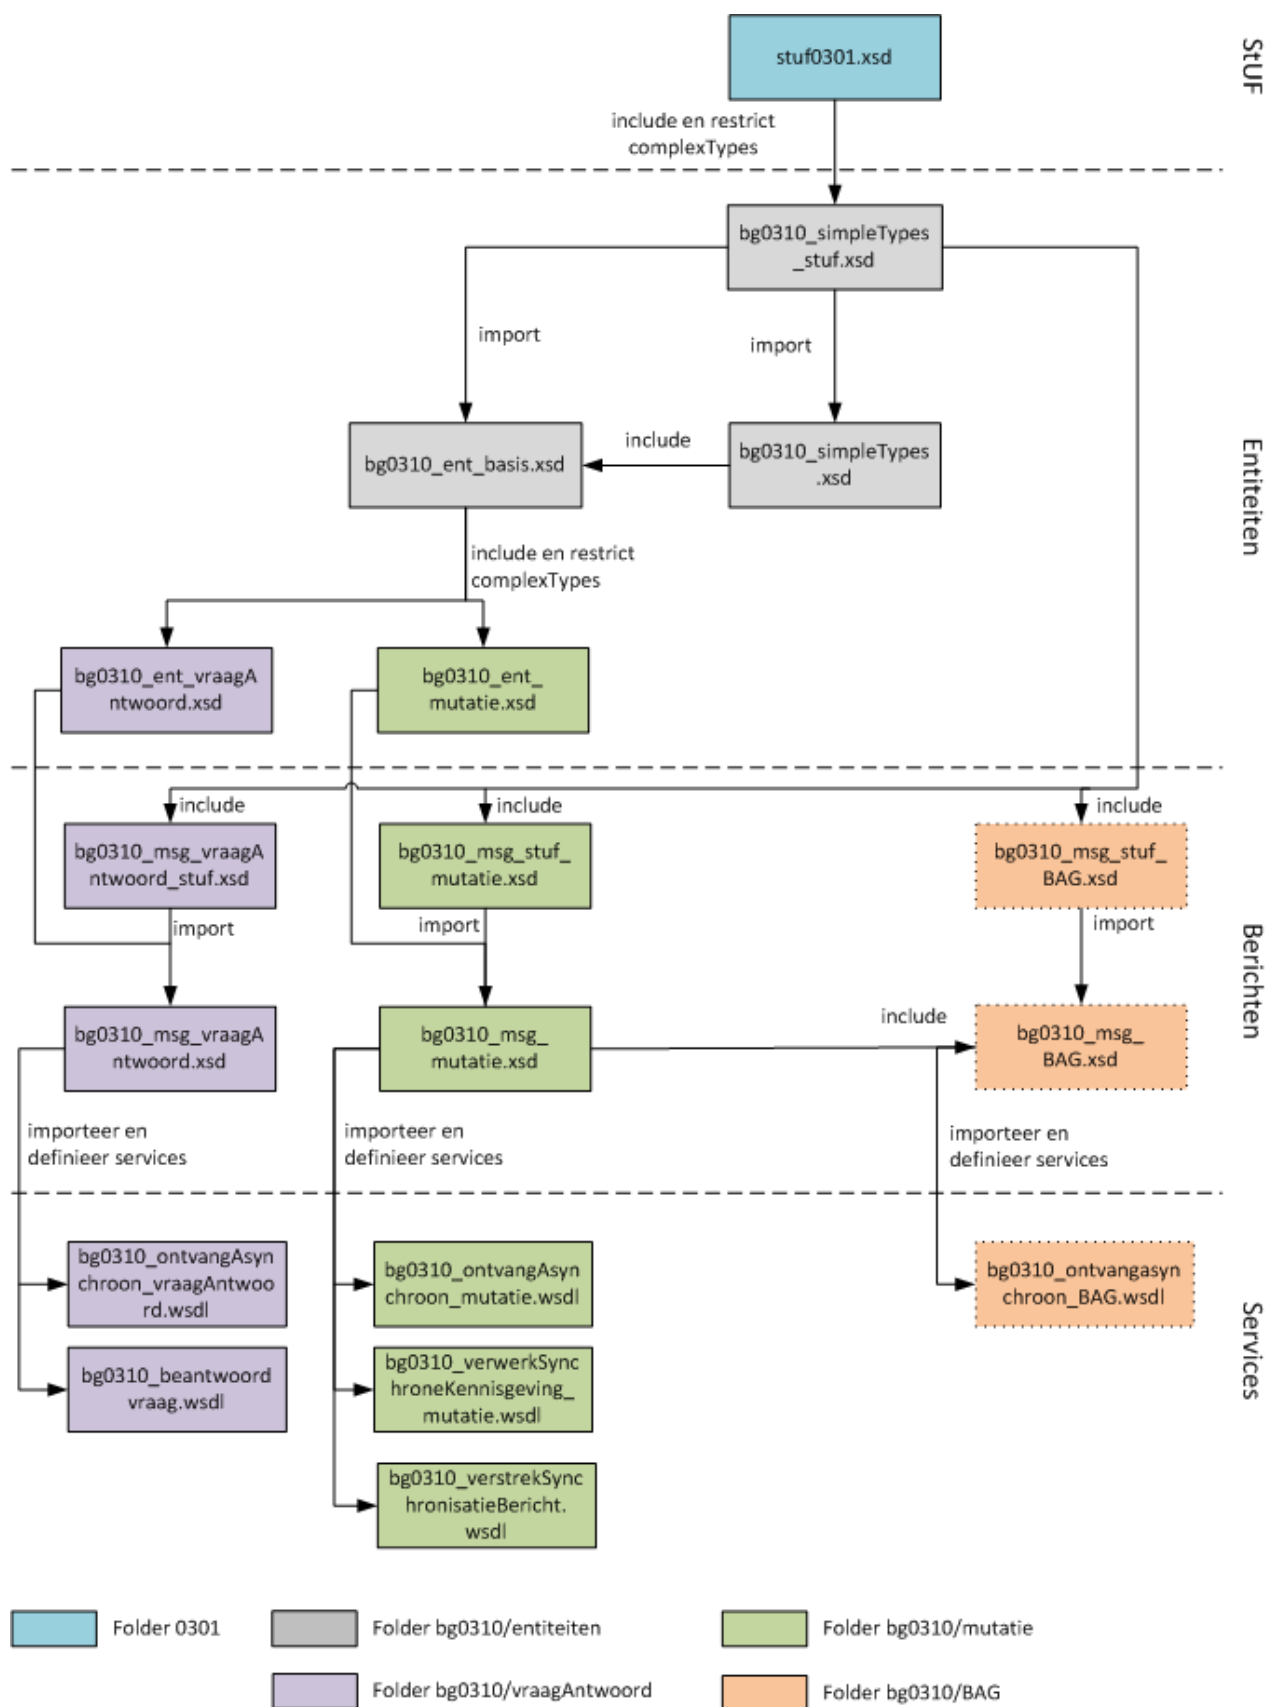 stuf0301.xsd
StUF
include en restrict
complexTypes
bg0310_simpleTypes
_stuf.xsd
import
import
bg0310_ent_basis.xsd
include
bg0310_simpleTypes
.xsd
Entiteiten
include en restrict
complexTypes
bg0310_ent_vraagA
ntwoord.xsd
bg0310_ent_
mutatie.xsd
include
include
include
bg0310_msg_vraagA
ntwoord_stuf.xsd
bg0310_msg_stuf_
mutatie.xsd
bg0310_msg_stuf_
BAG.xsd
import
import
import
Berichten
bg0310_msg_vraagA
ntwoord.xsd
bg0310_msg_
mutatie.xsd
include
bg0310_msg_
BAG.xsd
importeer en
definieer services
importeer en
definieer services
importeer en
definieer services
bg0310_ontvangAsyn
chroon_vraagAntwoo
rd.wsdl
bg0310_ontvangAsyn
chroon_mutatie.wsdl
bg0310_ontvangasyn
chroon_BAG.wsdl
Services
bg0310_beantwoord
vraag.wsdl
bg0310_verwerkSync
hroneKennisgeving_
mutatie.wsdl
bg0310_verstrekSync
hronisatieBericht.
wsdl
Folder 0301
Folder bg0310/entiteiten
Folder bg0310/mutatie
Folder bg0310/vraagAntwoord
Folder bg0310/BAG